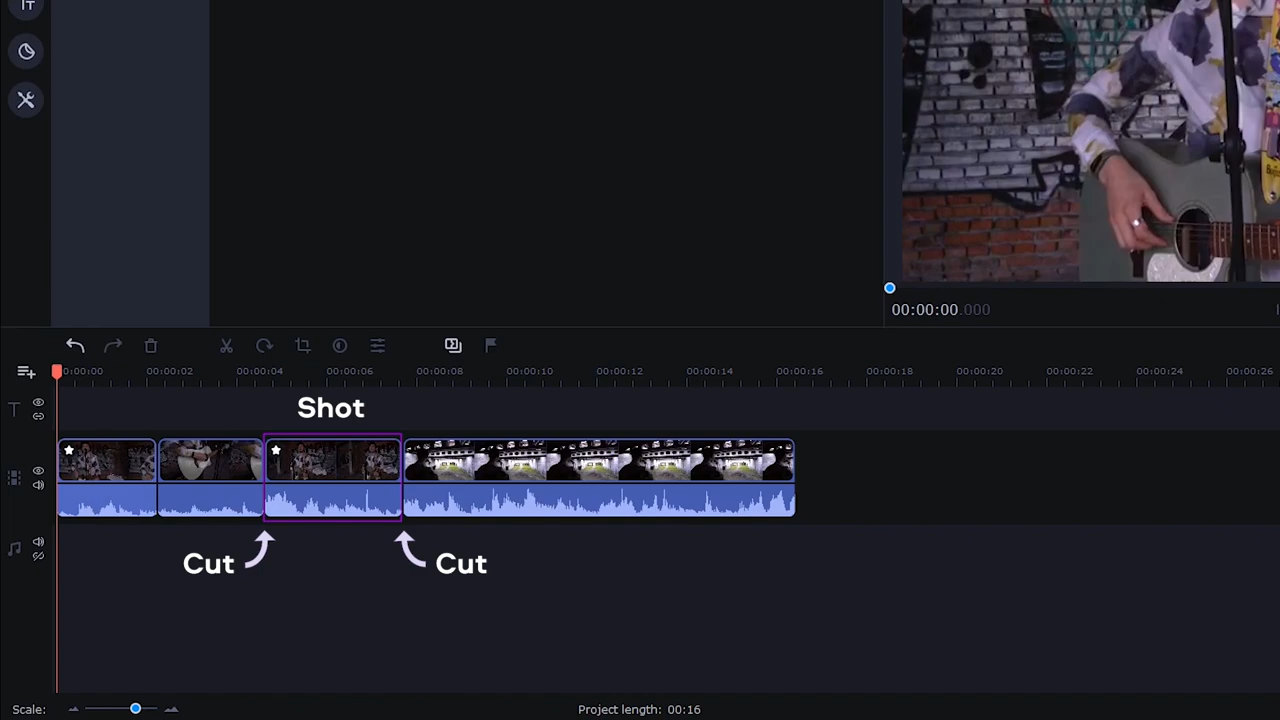 TT
00:00:00.000
00:00:00
00:00:02
00:00:04
00:00:06
00:00:08
00:00:10
00:00:12
00:00:14
00:00:16
00:00:18
00:00:20
00:00:22
00:00:24
00:00:26
T
Shot
Cut
Cut
Scale:
Project length: 00:16